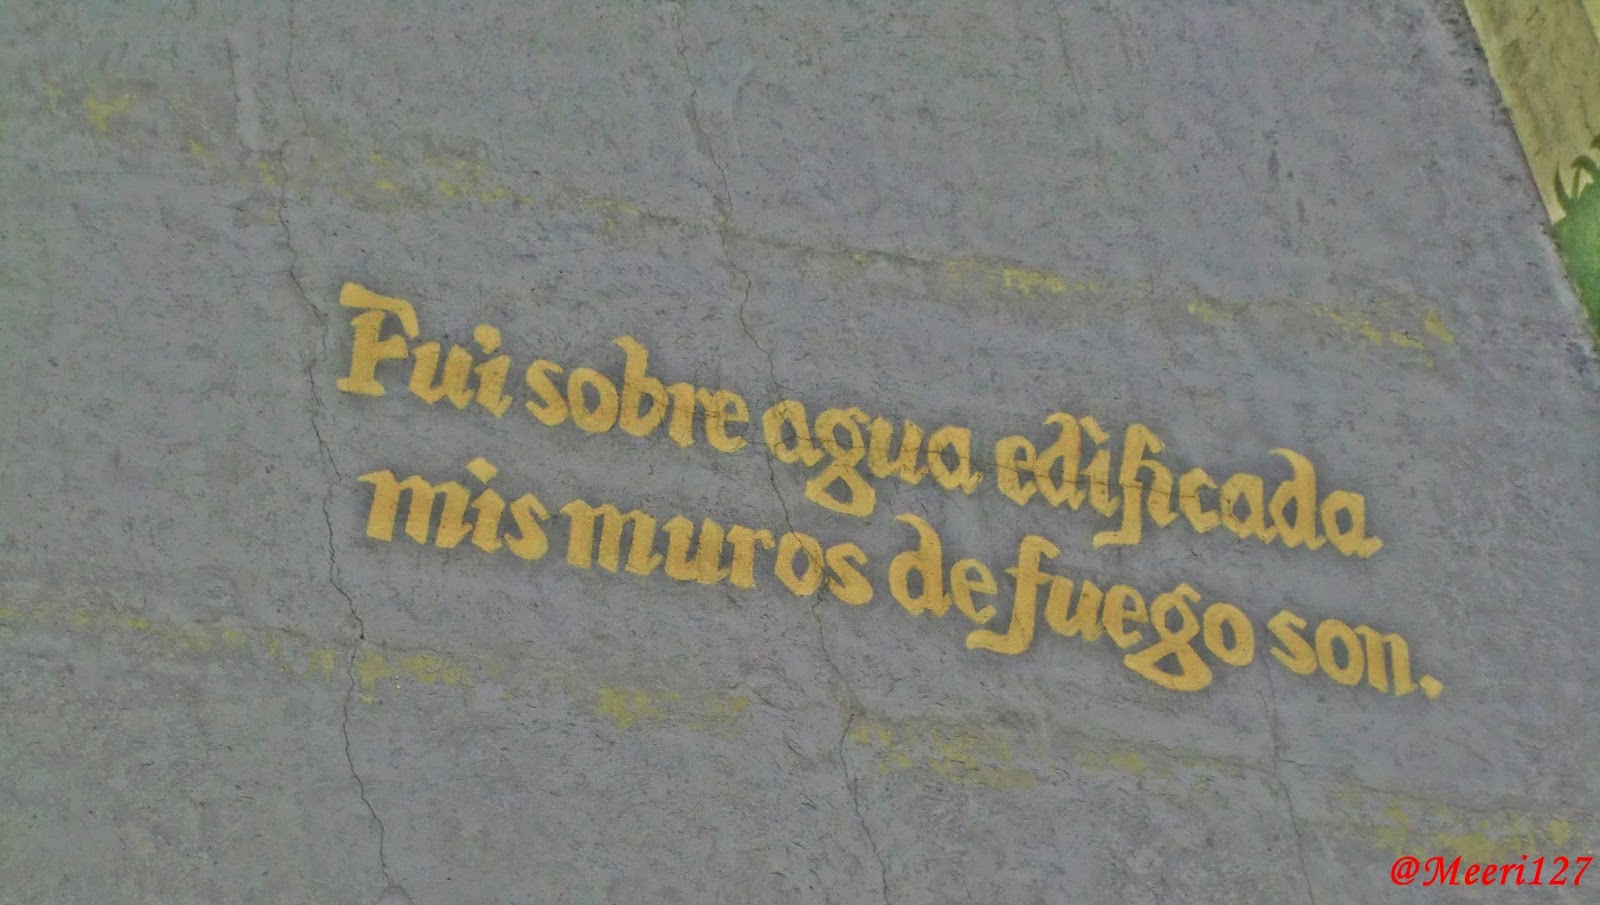 Fui sobre agua edificada
mis muros de fuego son.
@Meeri127